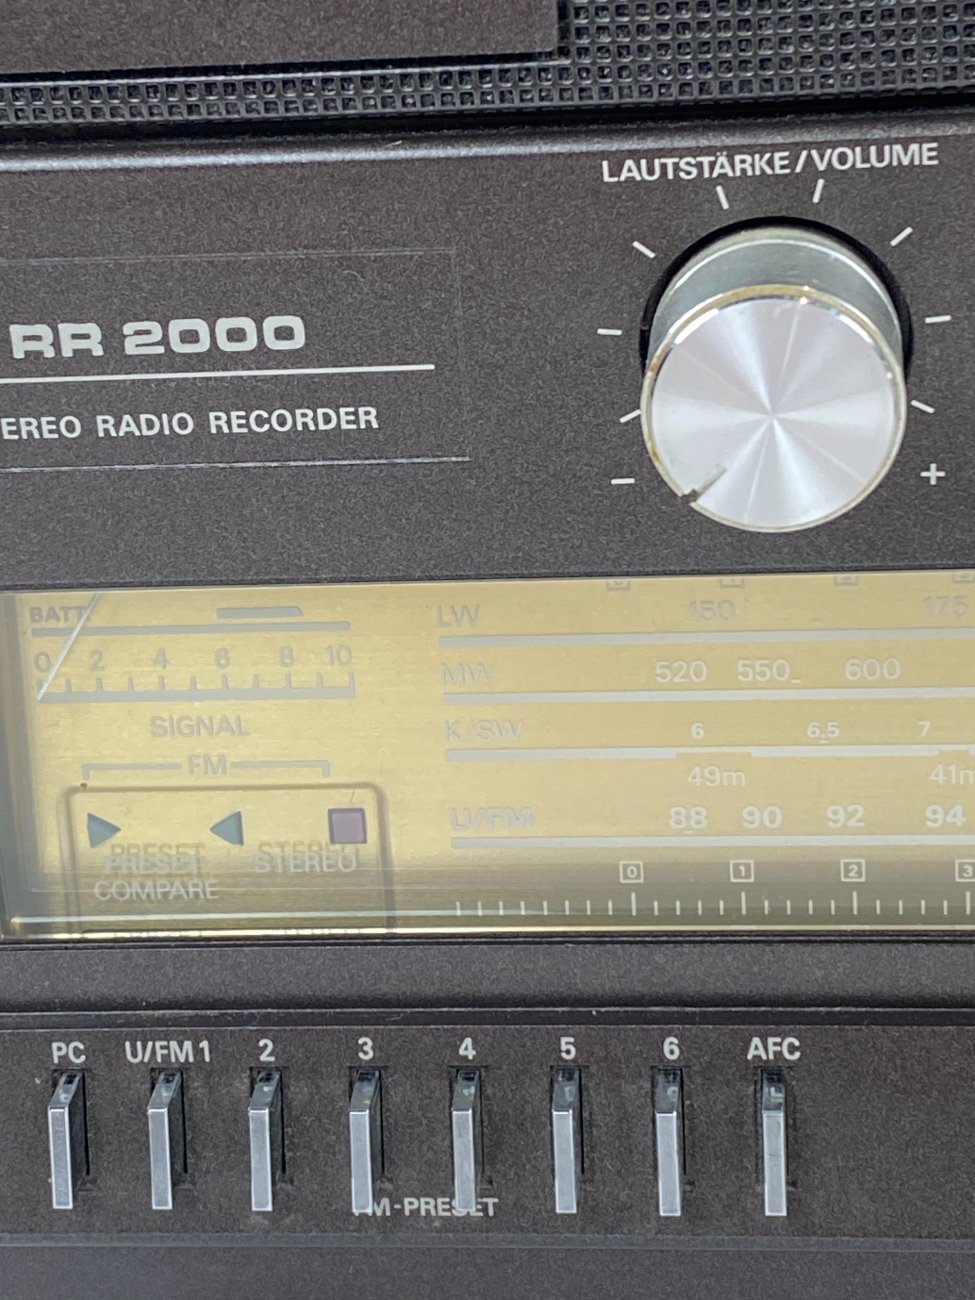 LAUTSTÄRKE/VOLUME
RR 2000
EREO RADIO RECORDER
- +
BATT.
0 2 4 6 8 10
SIGNAL
FM
PRESET STEREO
COMPARE
LW 150 175
MW 520 550 600
K/SW 6 6,5 7
49m 41m
U/FM 88 90 92 94
0 1 2 3
PC U/FM 1 2 3 4 5 6 AFC
FM-PRESET